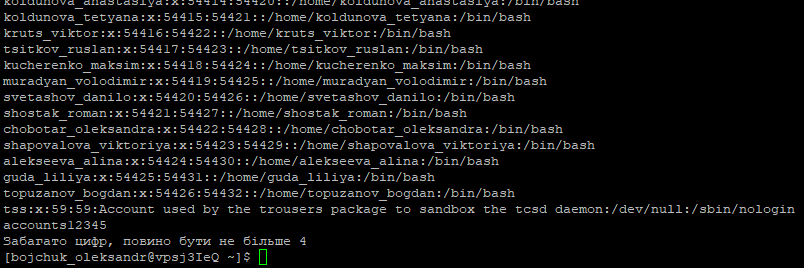 koldunova_anastasiya:x:54414:54420::/home/koldunova_anastasiya:/bin/bash
koldunova_tetyana:x:54415:54421::/home/koldunova_tetyana:/bin/bash
kruts_viktor:x:54416:54422::/home/kruts_viktor:/bin/bash
tsitkov_ruslan:x:54417:54423::/home/tsitkov_ruslan:/bin/bash
kucherenko_maksim:x:54418:54424::/home/kucherenko_maksim:/bin/bash
muradyan_volodimir:x:54419:54425::/home/muradyan_volodimir:/bin/bash
svetashov_danilo:x:54420:54426::/home/svetashov_danilo:/bin/bash
shostak_roman:x:54421:54427::/home/shostak_roman:/bin/bash
chobotar_oleksandra:x:54422:54428::/home/chobotar_oleksandra:/bin/bash
shapovalova_viktoriya:x:54423:54429::/home/shapovalova_viktoriya:/bin/bash
alekseeva_alina:x:54424:54430::/home/alekseeva_alina:/bin/bash
guda_liliya:x:54425:54431::/home/guda_liliya:/bin/bash
topuzanov_bogdan:x:54426:54432::/home/topuzanov_bogdan:/bin/bash
tss:x:59:59:Account used by the trousers package to sandbox the tcsd daemon:/dev/null:/sbin/nologin
accounts12345
Забагато цифр, повино бути не більше 4
[bojchuk_oleksandr@vpsj3IeQ ~]$